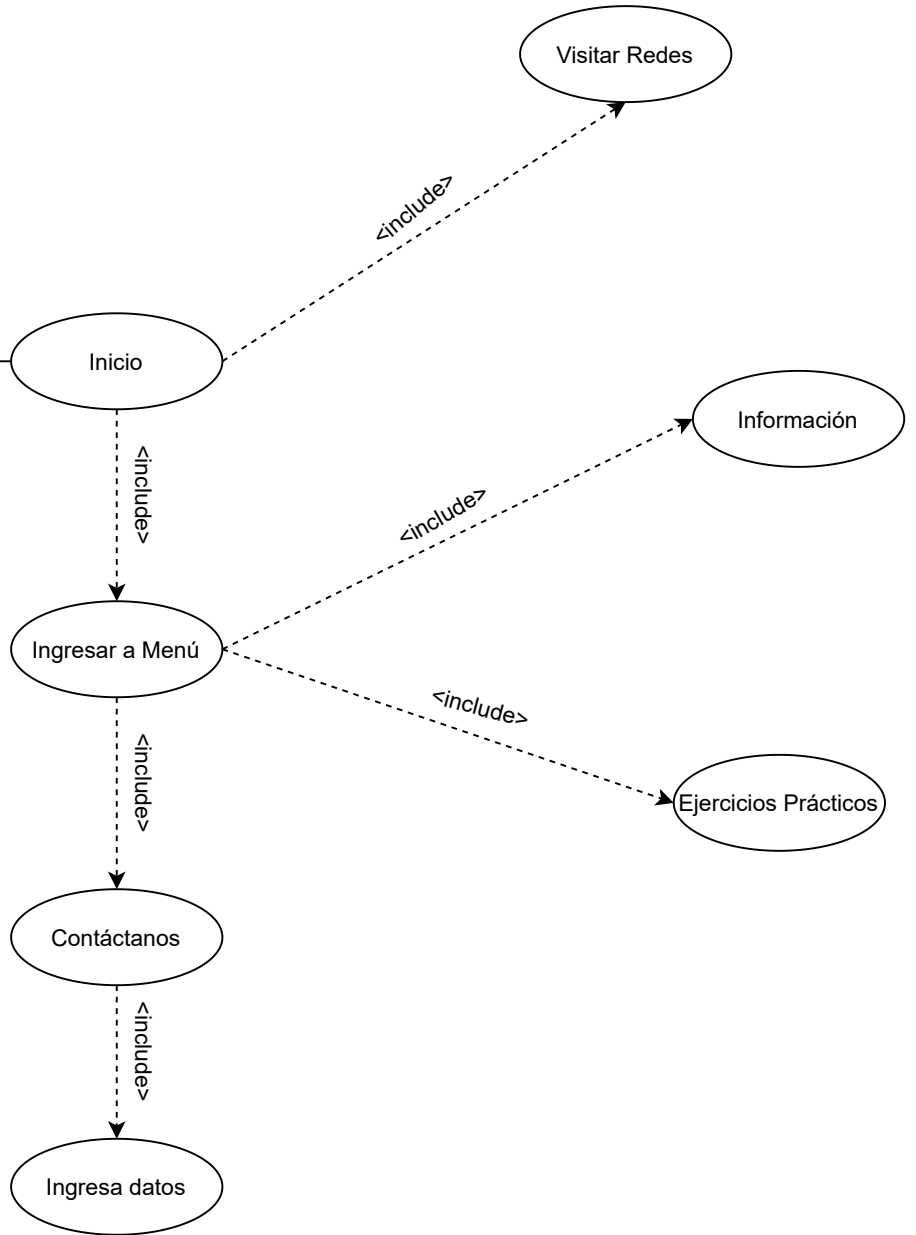 Visitar Redes
<include>
Inicio
<include>
Información
<include>
Ingresar a Menú
<include>
<include>
Ejercicios Prácticos
Contáctanos
<include>
Ingresa datos